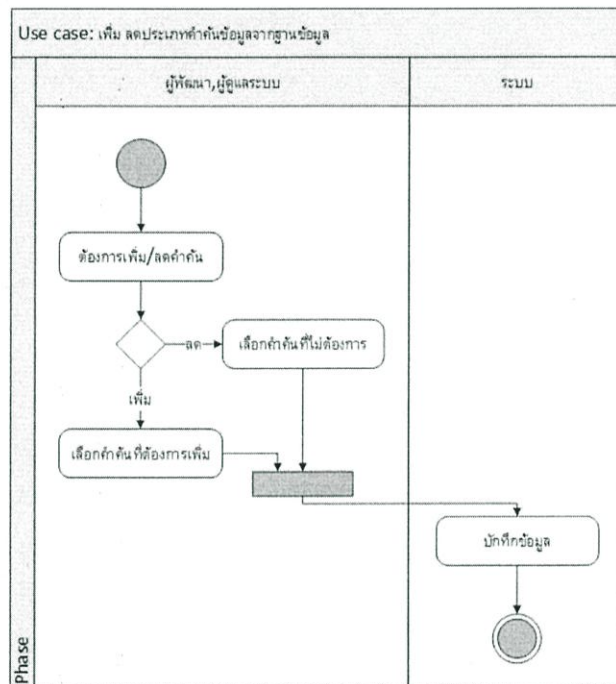 Use case: เพิ่ม ลดประเภทคำค้นข้อมูลจากฐานข้อมูล
ผู้พัฒนา,ผู้ดูแลระบบ
ระบบ
ต้องการเพิ่ม/ลดคำค้น
ลด
เลือกคำค้นที่ไม่ต้องการ
เพิ่ม
เลือกคำค้นที่ต้องการเพิ่ม
บักทึกข้อมูล
Phase